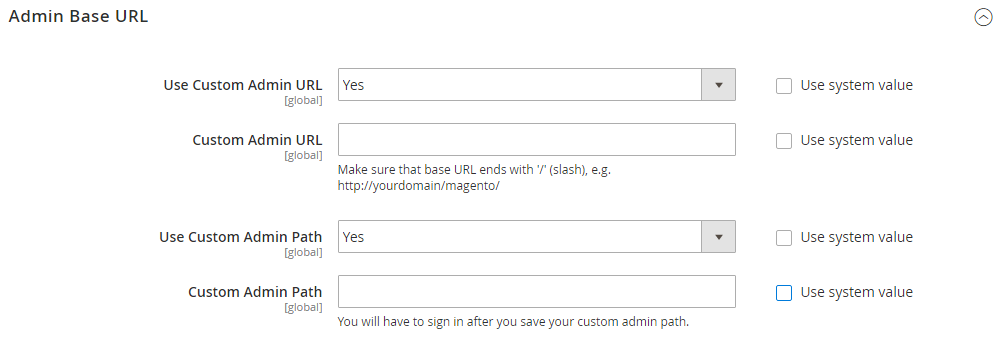 Admin Base URL
Use Custom Admin URL Yes Use system value
[global]
Custom Admin URL Use system value
[global]
Make sure that base URL ends with '/' (slash), e.g.
http://yourdomain/magento/
Use Custom Admin Path Yes Use system value
[global]
Custom Admin Path Use system value
[global]
You will have to sign in after you save your custom admin path.